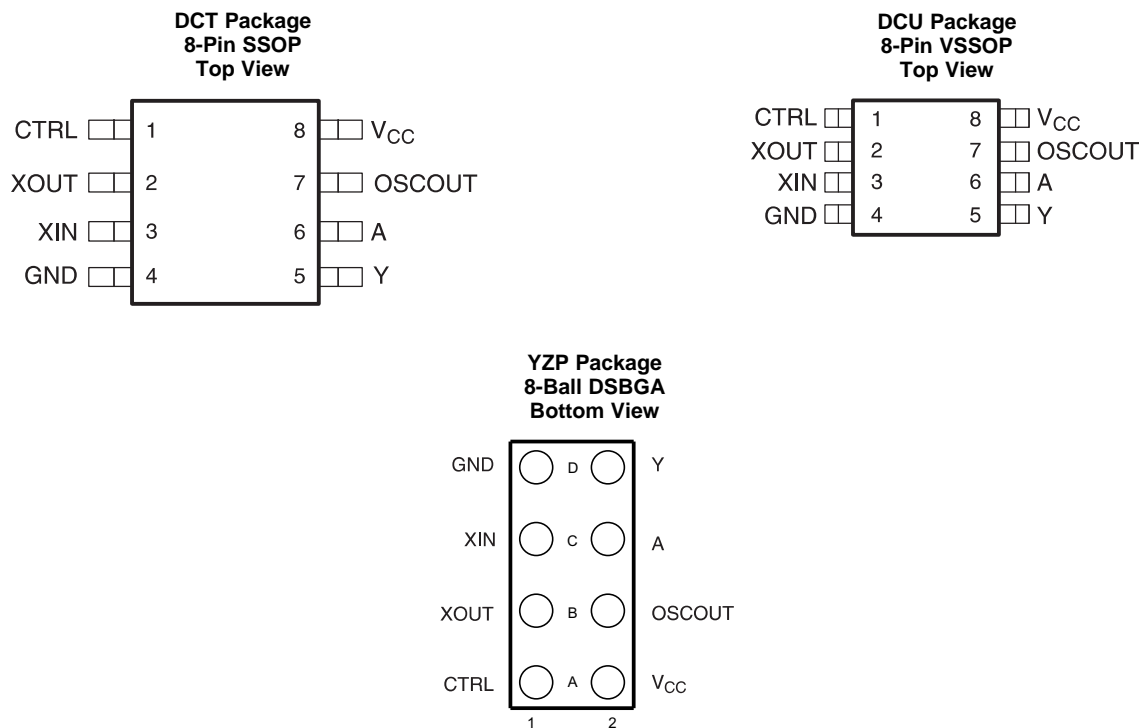 DCT Package
8-Pin SSOP
Top View
CTRL 1 8 VCC
XOUT 2 7 OSCOUT
XIN 3 6 A
GND 4 5 Y
DCU Package
8-Pin VSSOP
Top View
CTRL 1 8 VCC
XOUT 2 7 OSCOUT
XIN 3 6 A
GND 4 5 Y
YZP Package
8-Ball DSBGA
Bottom View
GND D Y
XIN C A
XOUT B OSCOUT
CTRL A VCC
1 2